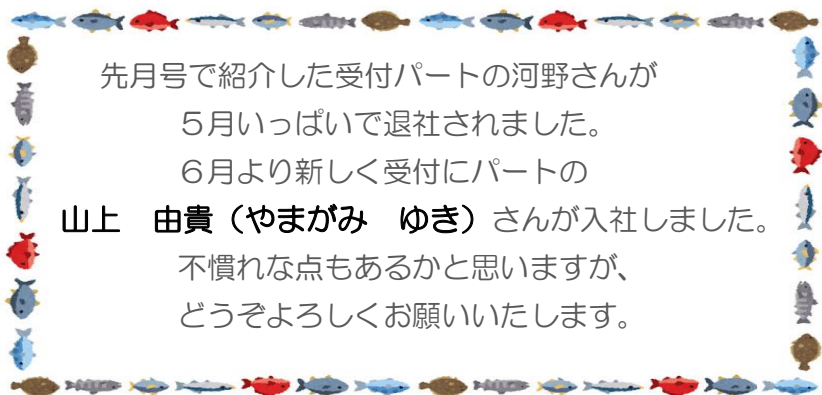 先月号で紹介した受付パートの河野さんが
５月いっぱいで退社されました。
６月より新しく受付にパートの
山上　由貴（やまがみ　ゆき）さんが入社しました。
不慣れな点もあるかと思いますが、
どうぞよろしくお願いいたします。